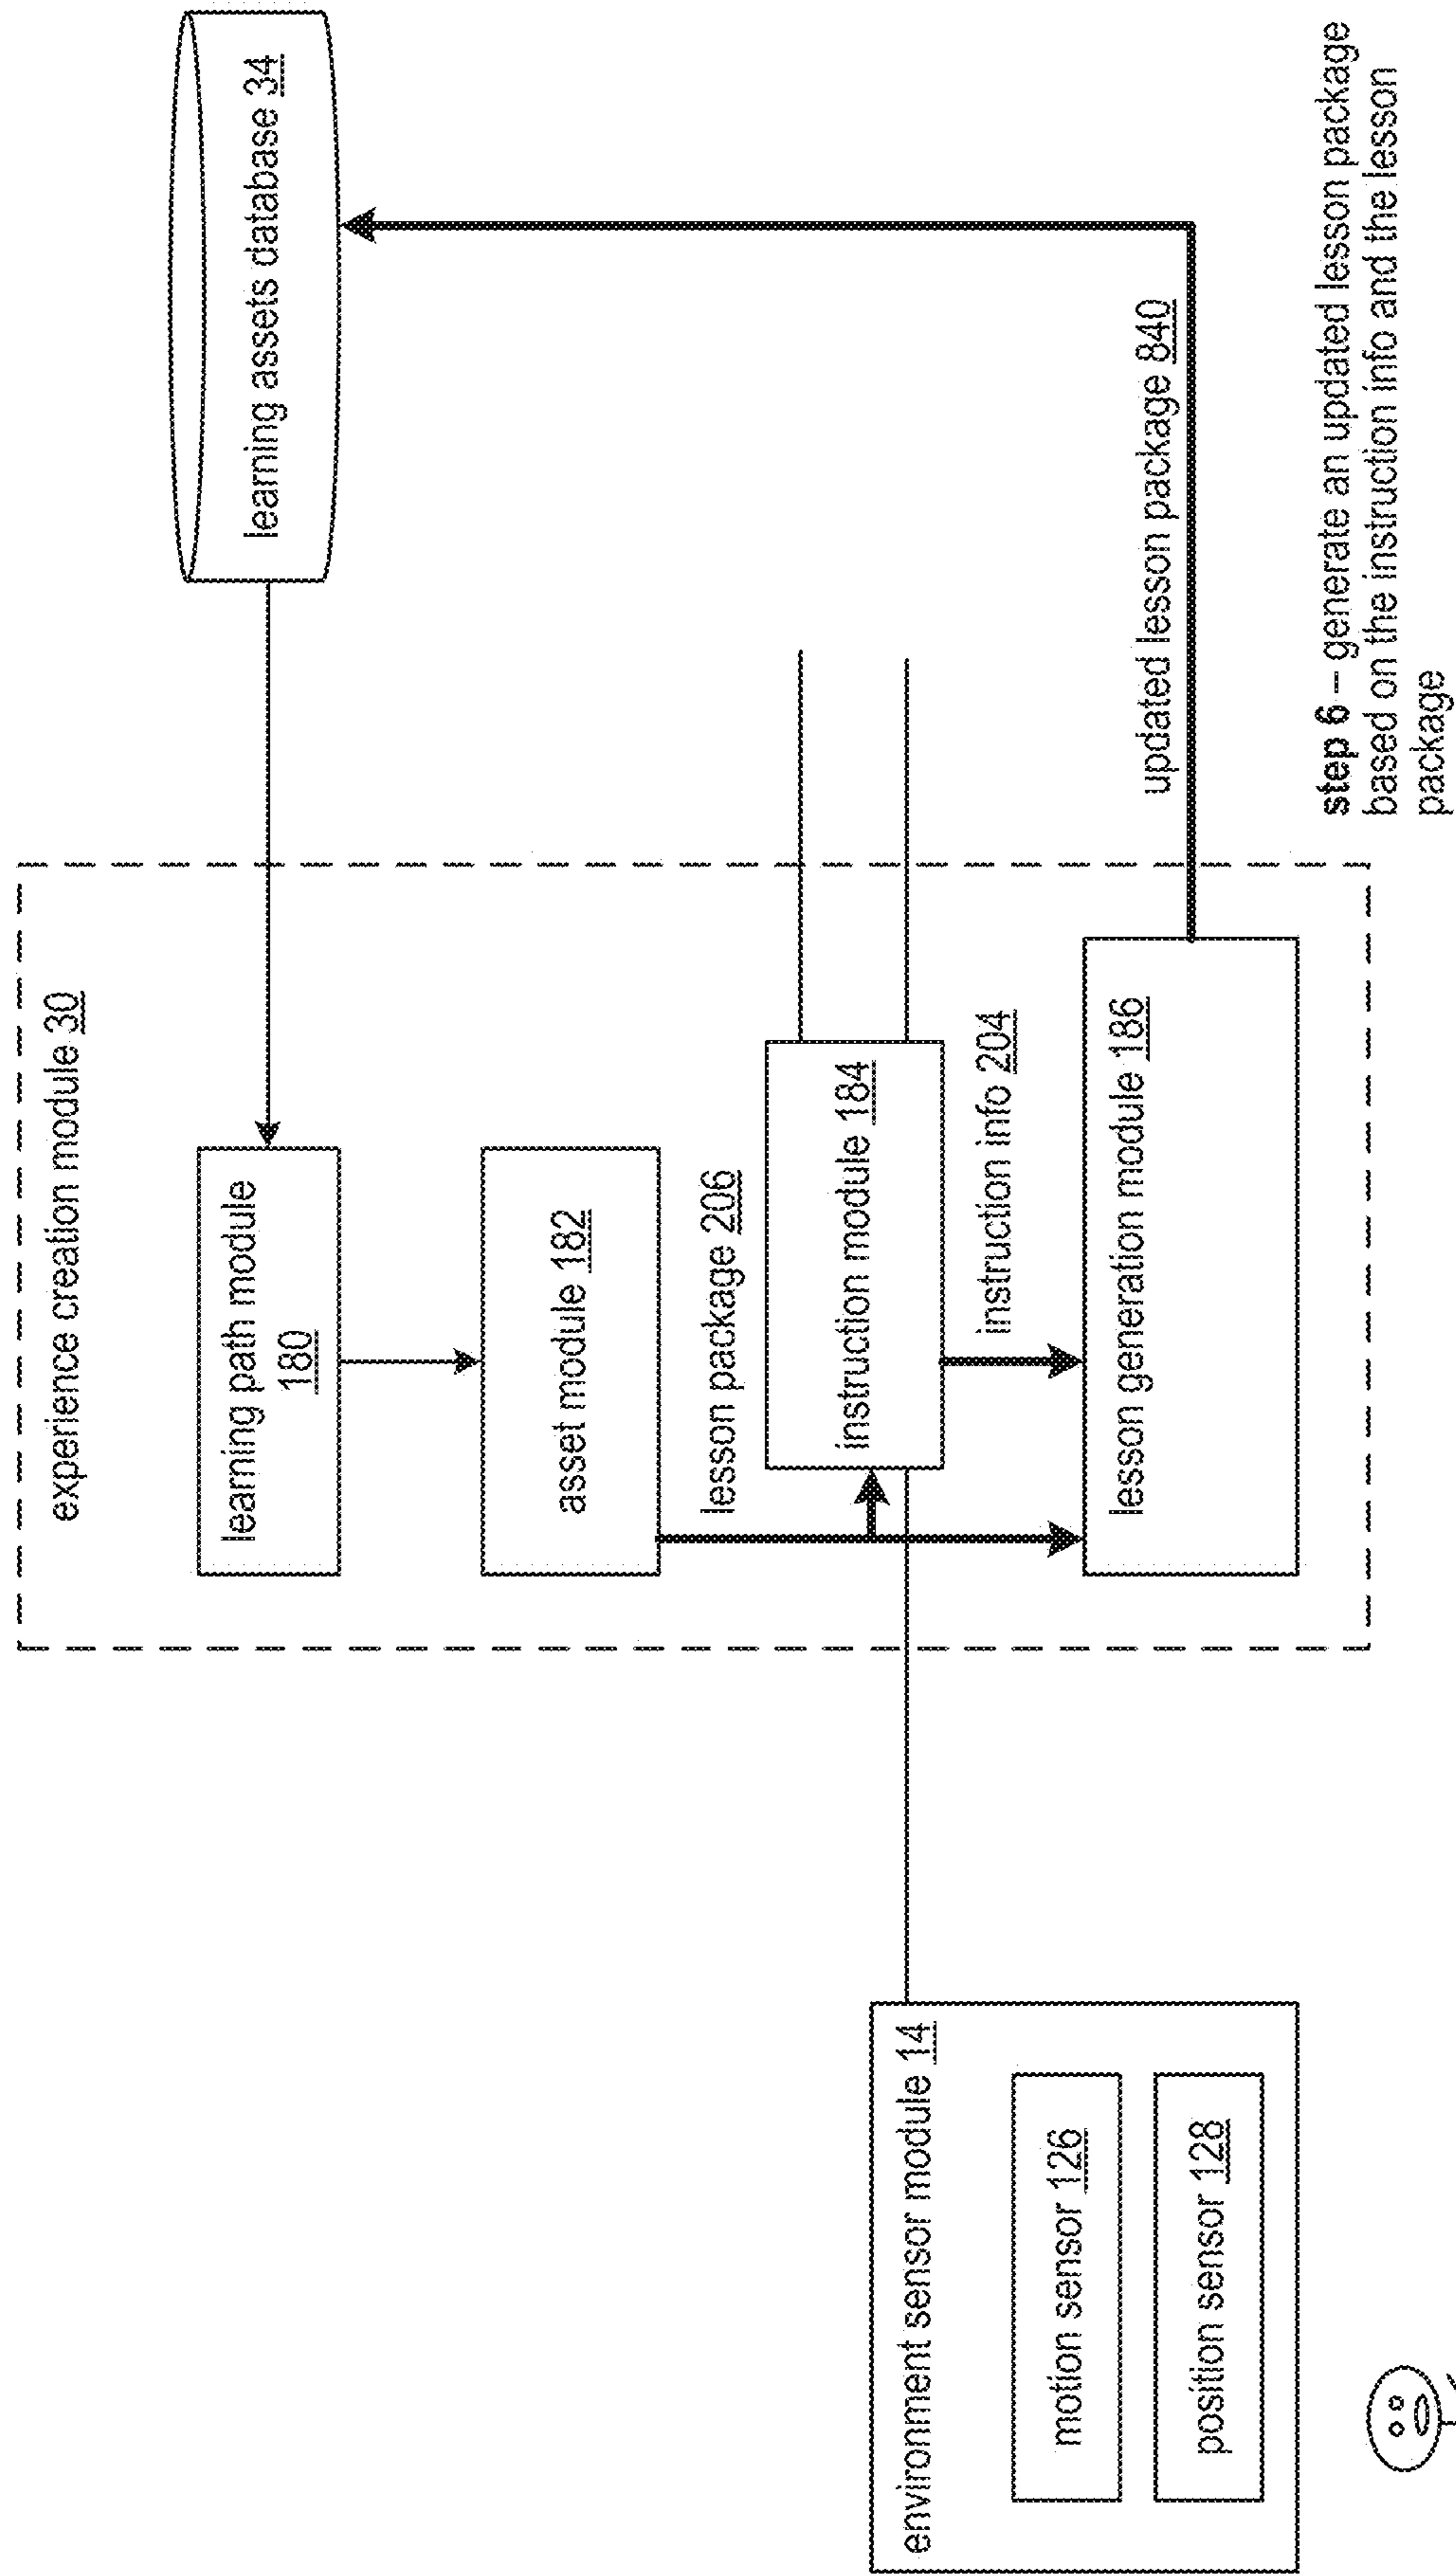 experience creation module 30
learning path module
180
learning assets database 34
asset module 182
lesson package 206
instruction module 184
instruction info 204
lesson generation module 186
updated lesson package 840
environment sensor module 14
motion sensor 126
position sensor 128
step 6 – generate an updated lesson package
based on the instruction info and the lesson
package